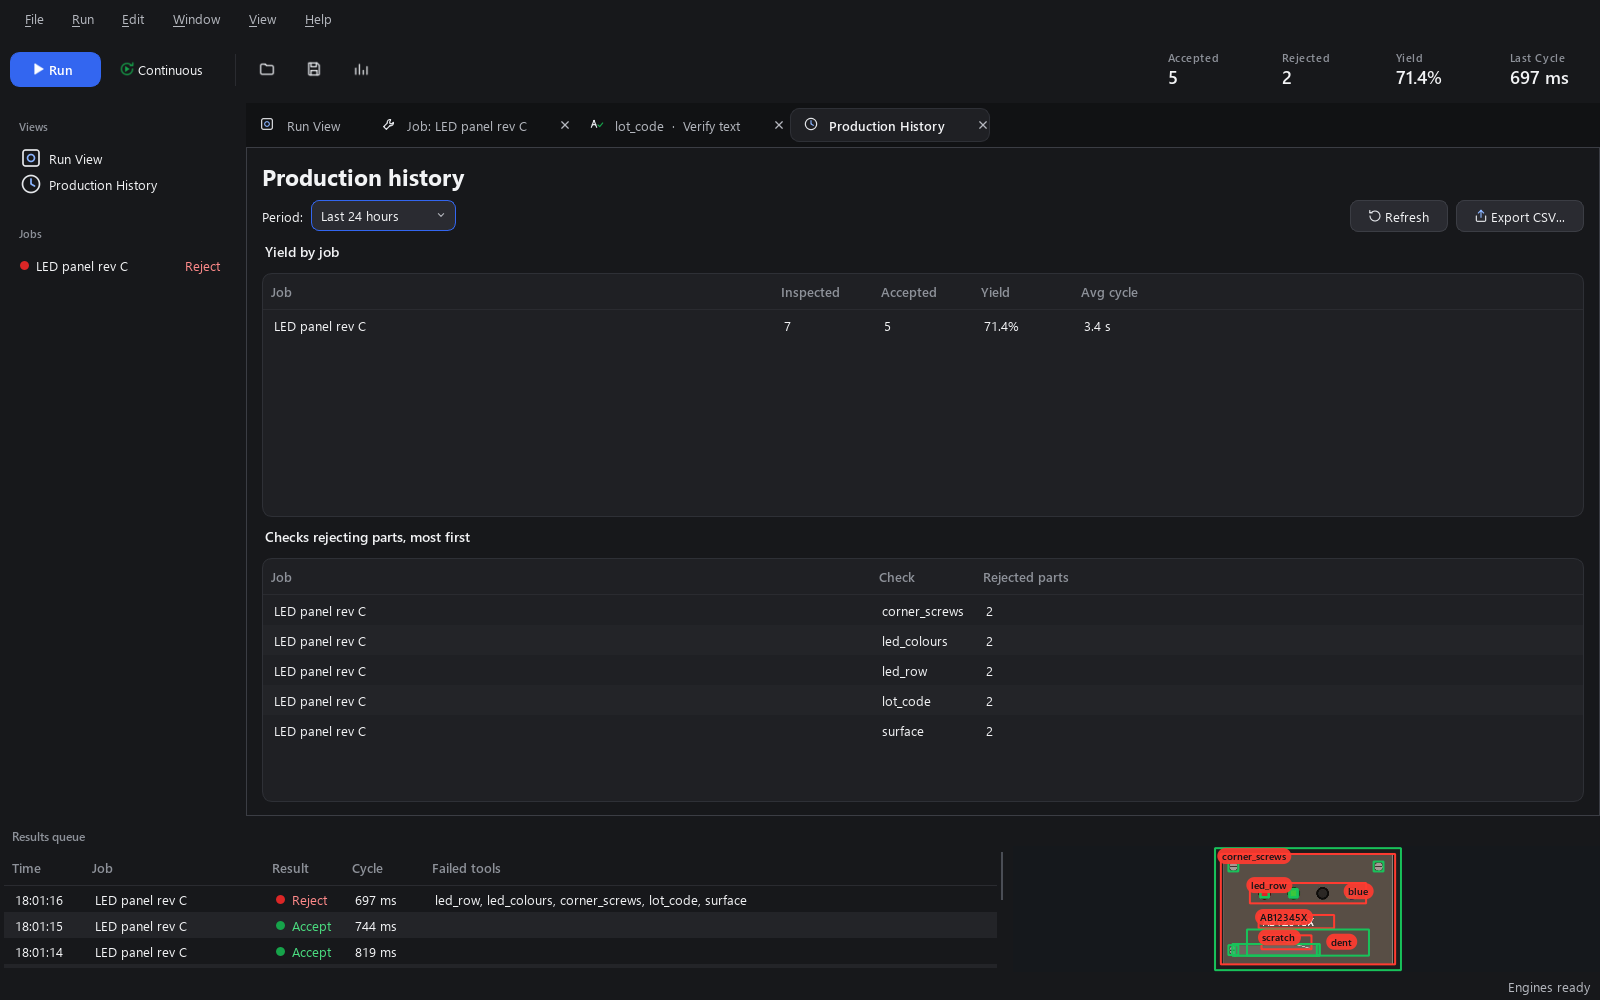 File Run Edit Window View Help
Run Continuous
Accepted Rejected Yield Last Cycle
5 2 71.4% 697 ms
Views
Run View
Production History
Jobs
LED panel rev C Reject
Run View Job: LED panel rev C lot_code · Verify text Production History
Production history
Period: Last 24 hours Refresh Export CSV...
Yield by job
Job Inspected Accepted Yield Avg cycle
LED panel rev C 7 5 71.4% 3.4 s
Checks rejecting parts, most first
Job Check Rejected parts
LED panel rev C corner_screws 2
LED panel rev C led_colours 2
LED panel rev C led_row 2
LED panel rev C lot_code 2
LED panel rev C surface 2
Results queue
Time Job Result Cycle Failed tools
18:01:16 LED panel rev C Reject 697 ms led_row, led_colours, corner_screws, lot_code, surface
18:01:15 LED panel rev C Accept 744 ms
18:01:14 LED panel rev C Accept 819 ms
corner_screws
led_row blue
AB12345X
scratch dent
Engines ready